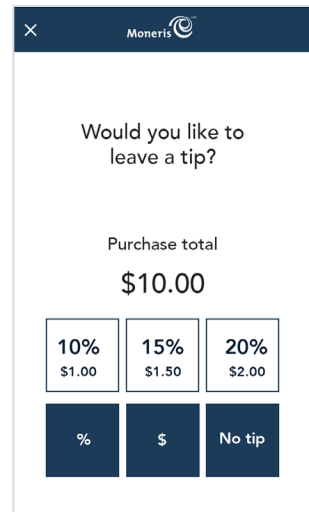 Moneris
Would you like to
leave a tip?
Purchase total
$10.00
10% 15% 20%
$1.00 $1.50 $2.00
% $ No tip